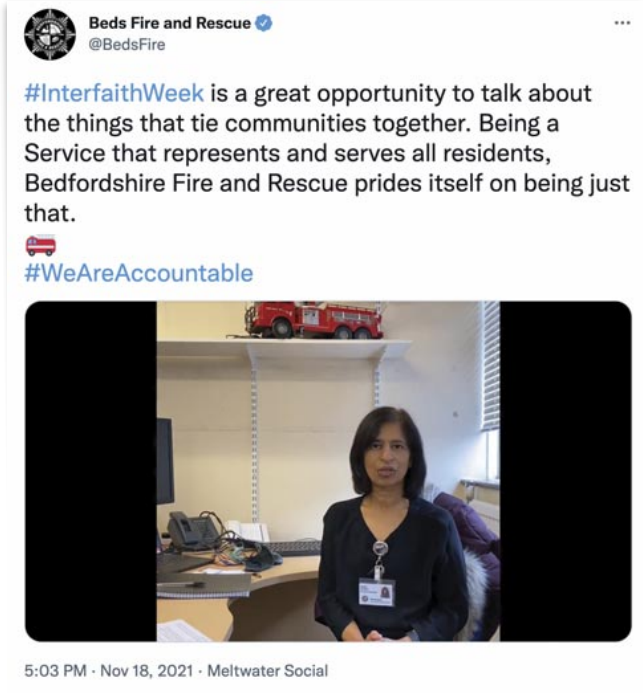 Beds Fire and Rescue
@BedsFire
#InterfaithWeek is a great opportunity to talk about
the things that tie communities together. Being a
Service that represents and serves all residents,
Bedfordshire Fire and Rescue prides itself on being just
that.
#WeAreAccountable
5:03 PM · Nov 18, 2021 · Meltwater Social